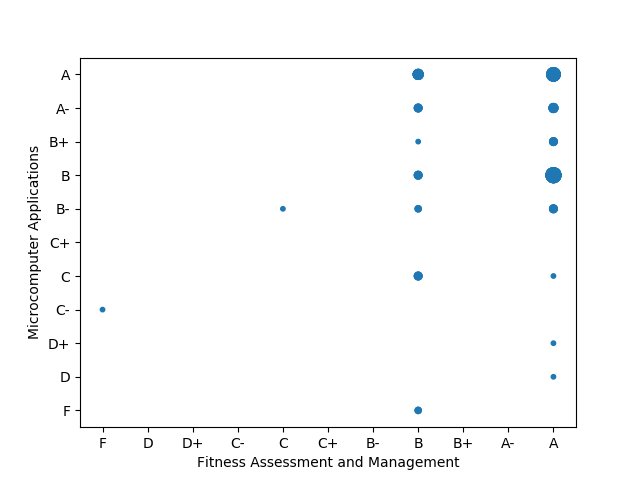 A
A-
B+
B
B-
C+
C
C-
D+
D
F
Microcomputer Applications
F D D+ C- C C+ B- B B+ A- A
Fitness Assessment and Management